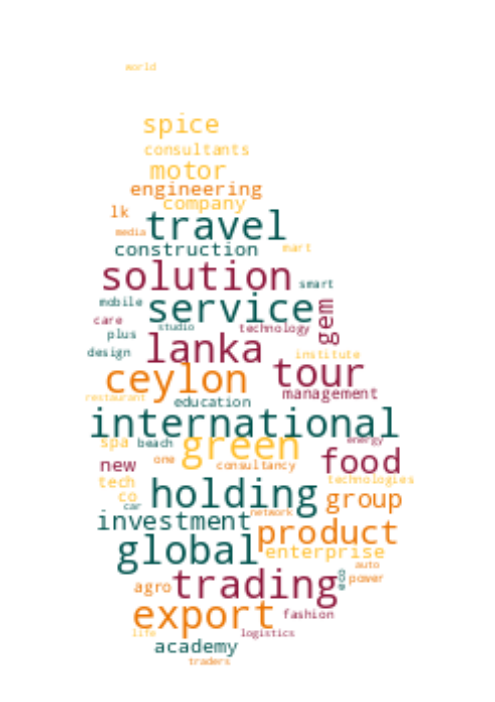 world
spice
consultants
motor
engineering
company
lk
travel
media
construction mart
solution smart
mobile service gem
care studio technology
plus
design lanka institute
ceylon tour
restaurant education management
international
spa beach green energy
new one consultancy food
tech technologies
co holding group
car network
investment product
global enterprise
auto
agro trading power
export fashion
life logistics
academy
traders